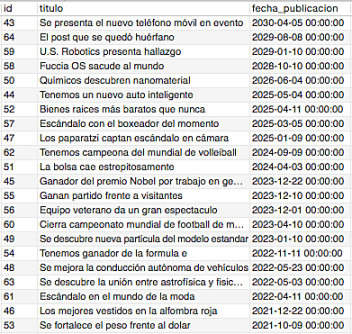 id titulo fecha_publicacion
43 Se presenta el nuevo teléfono móvil en evento 2030-04-05 00:00:00
64 El post que se quedó huérfano 2029-08-08 00:00:00
59 U.S. Robotics presenta hallazgo 2029-01-10 00:00:00
58 Fuccia OS sacude al mundo 2028-10-10 00:00:00
50 Químicos descubren nanomaterial 2026-06-04 00:00:00
44 Tenemos un nuevo auto inteligente 2025-05-04 00:00:00
52 Bienes raices más baratos que nunca 2025-04-11 00:00:00
57 Escándalo con el boxeador del momento 2025-03-05 00:00:00
47 Los paparatzi captan escándalo en cámara 2025-01-09 00:00:00
62 Tenemos campeona del mundial de volleiball 2024-09-09 00:00:00
51 La bolsa cae estrepitosamente 2024-04-03 00:00:00
45 Ganador del premio Nobel por trabajo en ge... 2023-12-22 00:00:00
55 Ganan partido frente a visitantes 2023-12-10 00:00:00
56 Equipo veterano da un gran espectaculo 2023-12-01 00:00:00
60 Cierra campeonato mundial de football de m... 2023-04-10 00:00:00
49 Se descubre nueva partícula del modelo estandar 2023-01-10 00:00:00
54 Tenemos ganador de la formula e 2022-11-11 00:00:00
48 Se mejora la conducción autónoma de vehículos 2022-05-23 00:00:00
63 Se descubre la unión entre astrofísica y fisic... 2022-05-03 00:00:00
61 Escándalo en el mundo de la moda 2022-04-11 00:00:00
46 Los mejores vestidos en la alfombra roja 2021-12-22 00:00:00
53 Se fortalece el peso frente al dolar 2021-10-09 00:00:00